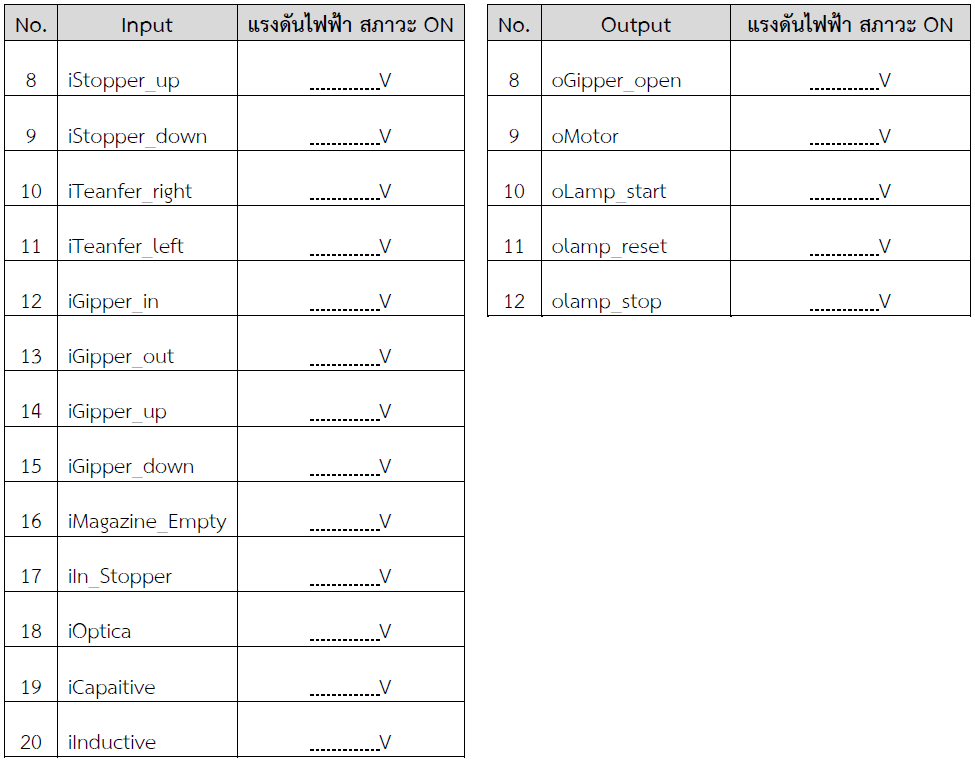 No. Input แรงดันไฟฟ้า สภาวะ ON
8 iStopper_up ............V
9 iStopper_down ............V
10 iTeanfer_right ............V
11 iTeanfer_left ............V
12 iGipper_in ............V
13 iGipper_out ............V
14 iGipper_up ............V
15 iGipper_down ............V
16 iMagazine_Empty ............V
17 iIn_Stopper ............V
18 iOptica ............V
19 iCapaitive ............V
20 iInductive ............V
No. Output แรงดันไฟฟ้า สภาวะ ON
8 oGipper_open ............V
9 oMotor ............V
10 oLamp_start ............V
11 olamp_reset ............V
12 olamp_stop ............V